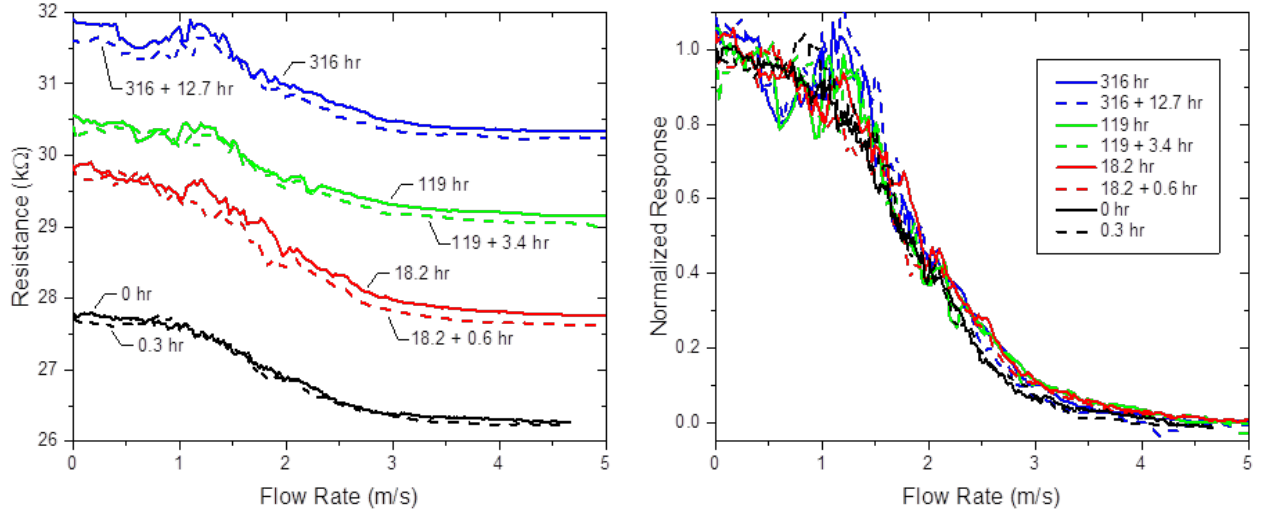 32
31
30
29
28
27
26
0
1
2
3
4
5
Resistance (kΩ)
Flow Rate (m/s)
316 hr
316 + 12.7 hr
119 hr
119 + 3.4 hr
18.2 hr
18.2 + 0.6 hr
0 hr
0.3 hr
1.0
0.8
0.6
0.4
0.2
0.0
0
1
2
3
4
5
Normalized Response
Flow Rate (m/s)
316 hr
316 + 12.7 hr
119 hr
119 + 3.4 hr
18.2 hr
18.2 + 0.6 hr
0 hr
0.3 hr